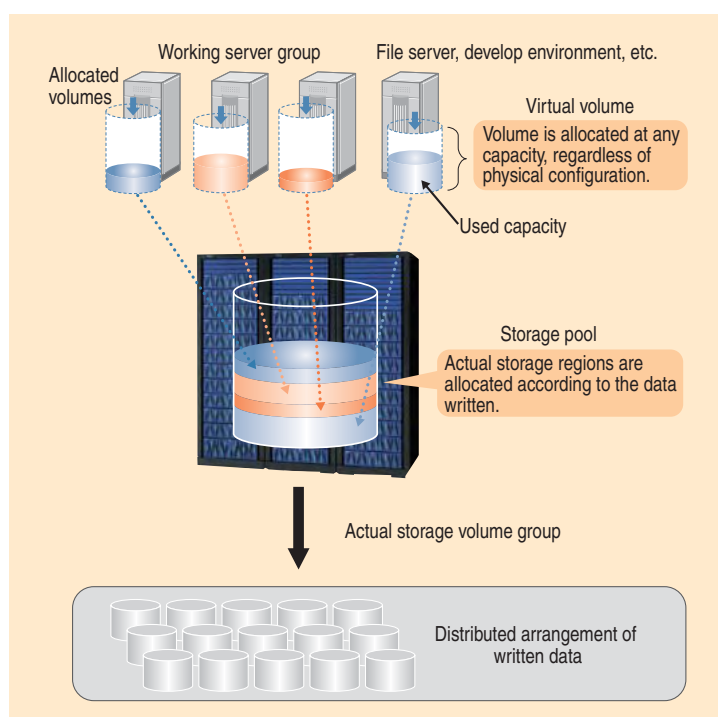 Working server group
File server, develop environment, etc.
Allocated
volumes
Virtual volume
Volume is allocated at any
capacity, regardless of
physical configuration.
Used capacity
Storage pool
Actual storage regions are
allocated according to the data
written.
Actual storage volume group
Distributed arrangement of
written data